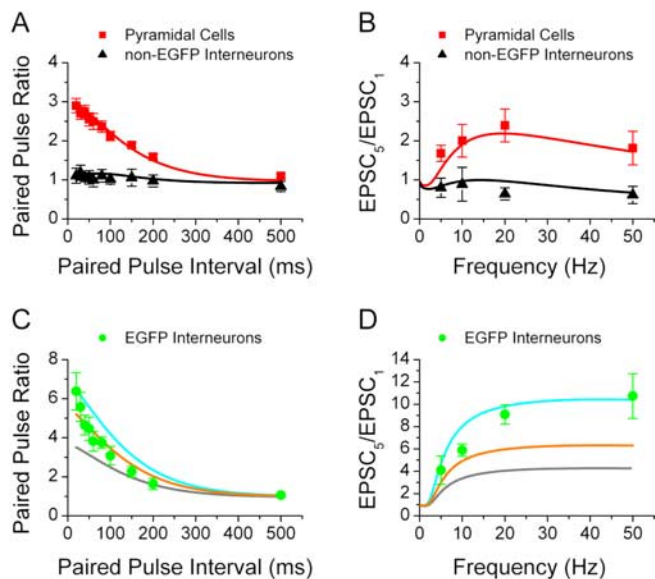 A
Pyramidal Cells
non-EGFP Interneurons
Paired Pulse Ratio
4
3
2
1
0
0 100 200 300 400 500
Paired Pulse Interval (ms)
B
Pyramidal Cells
non-EGFP Interneurons
EPSC5/EPSC1
4
3
2
1
0
0 10 20 30 40 50
Frequency (Hz)
C
EGFP Interneurons
Paired Pulse Ratio
8
6
4
2
0
0 100 200 300 400 500
Paired Pulse Interval (ms)
D
EGFP Interneurons
EPSC5/EPSC1
14
12
10
8
6
4
2
0
0 10 20 30 40 50
Frequency (Hz)